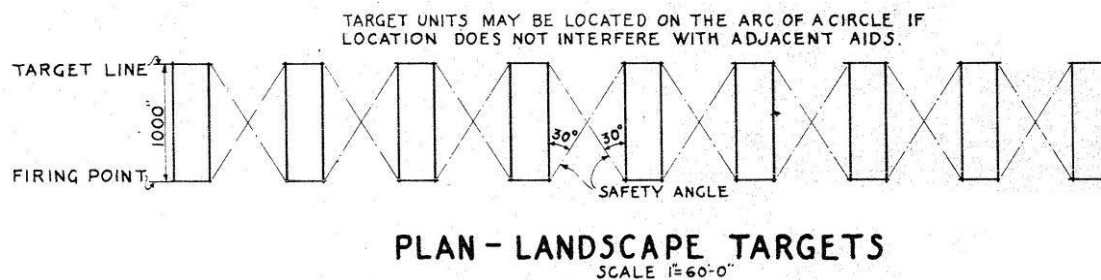 TARGET UNITS MAY BE LOCATED ON THE ARC OF A CIRCLE IF
LOCATION DOES NOT INTERFERE WITH ADJACENT AIDS.
TARGET LINE
1000"
30°
30°
FIRING POINT
SAFETY ANGLE
PLAN - LANDSCAPE TARGETS
SCALE 1"=60'-0"